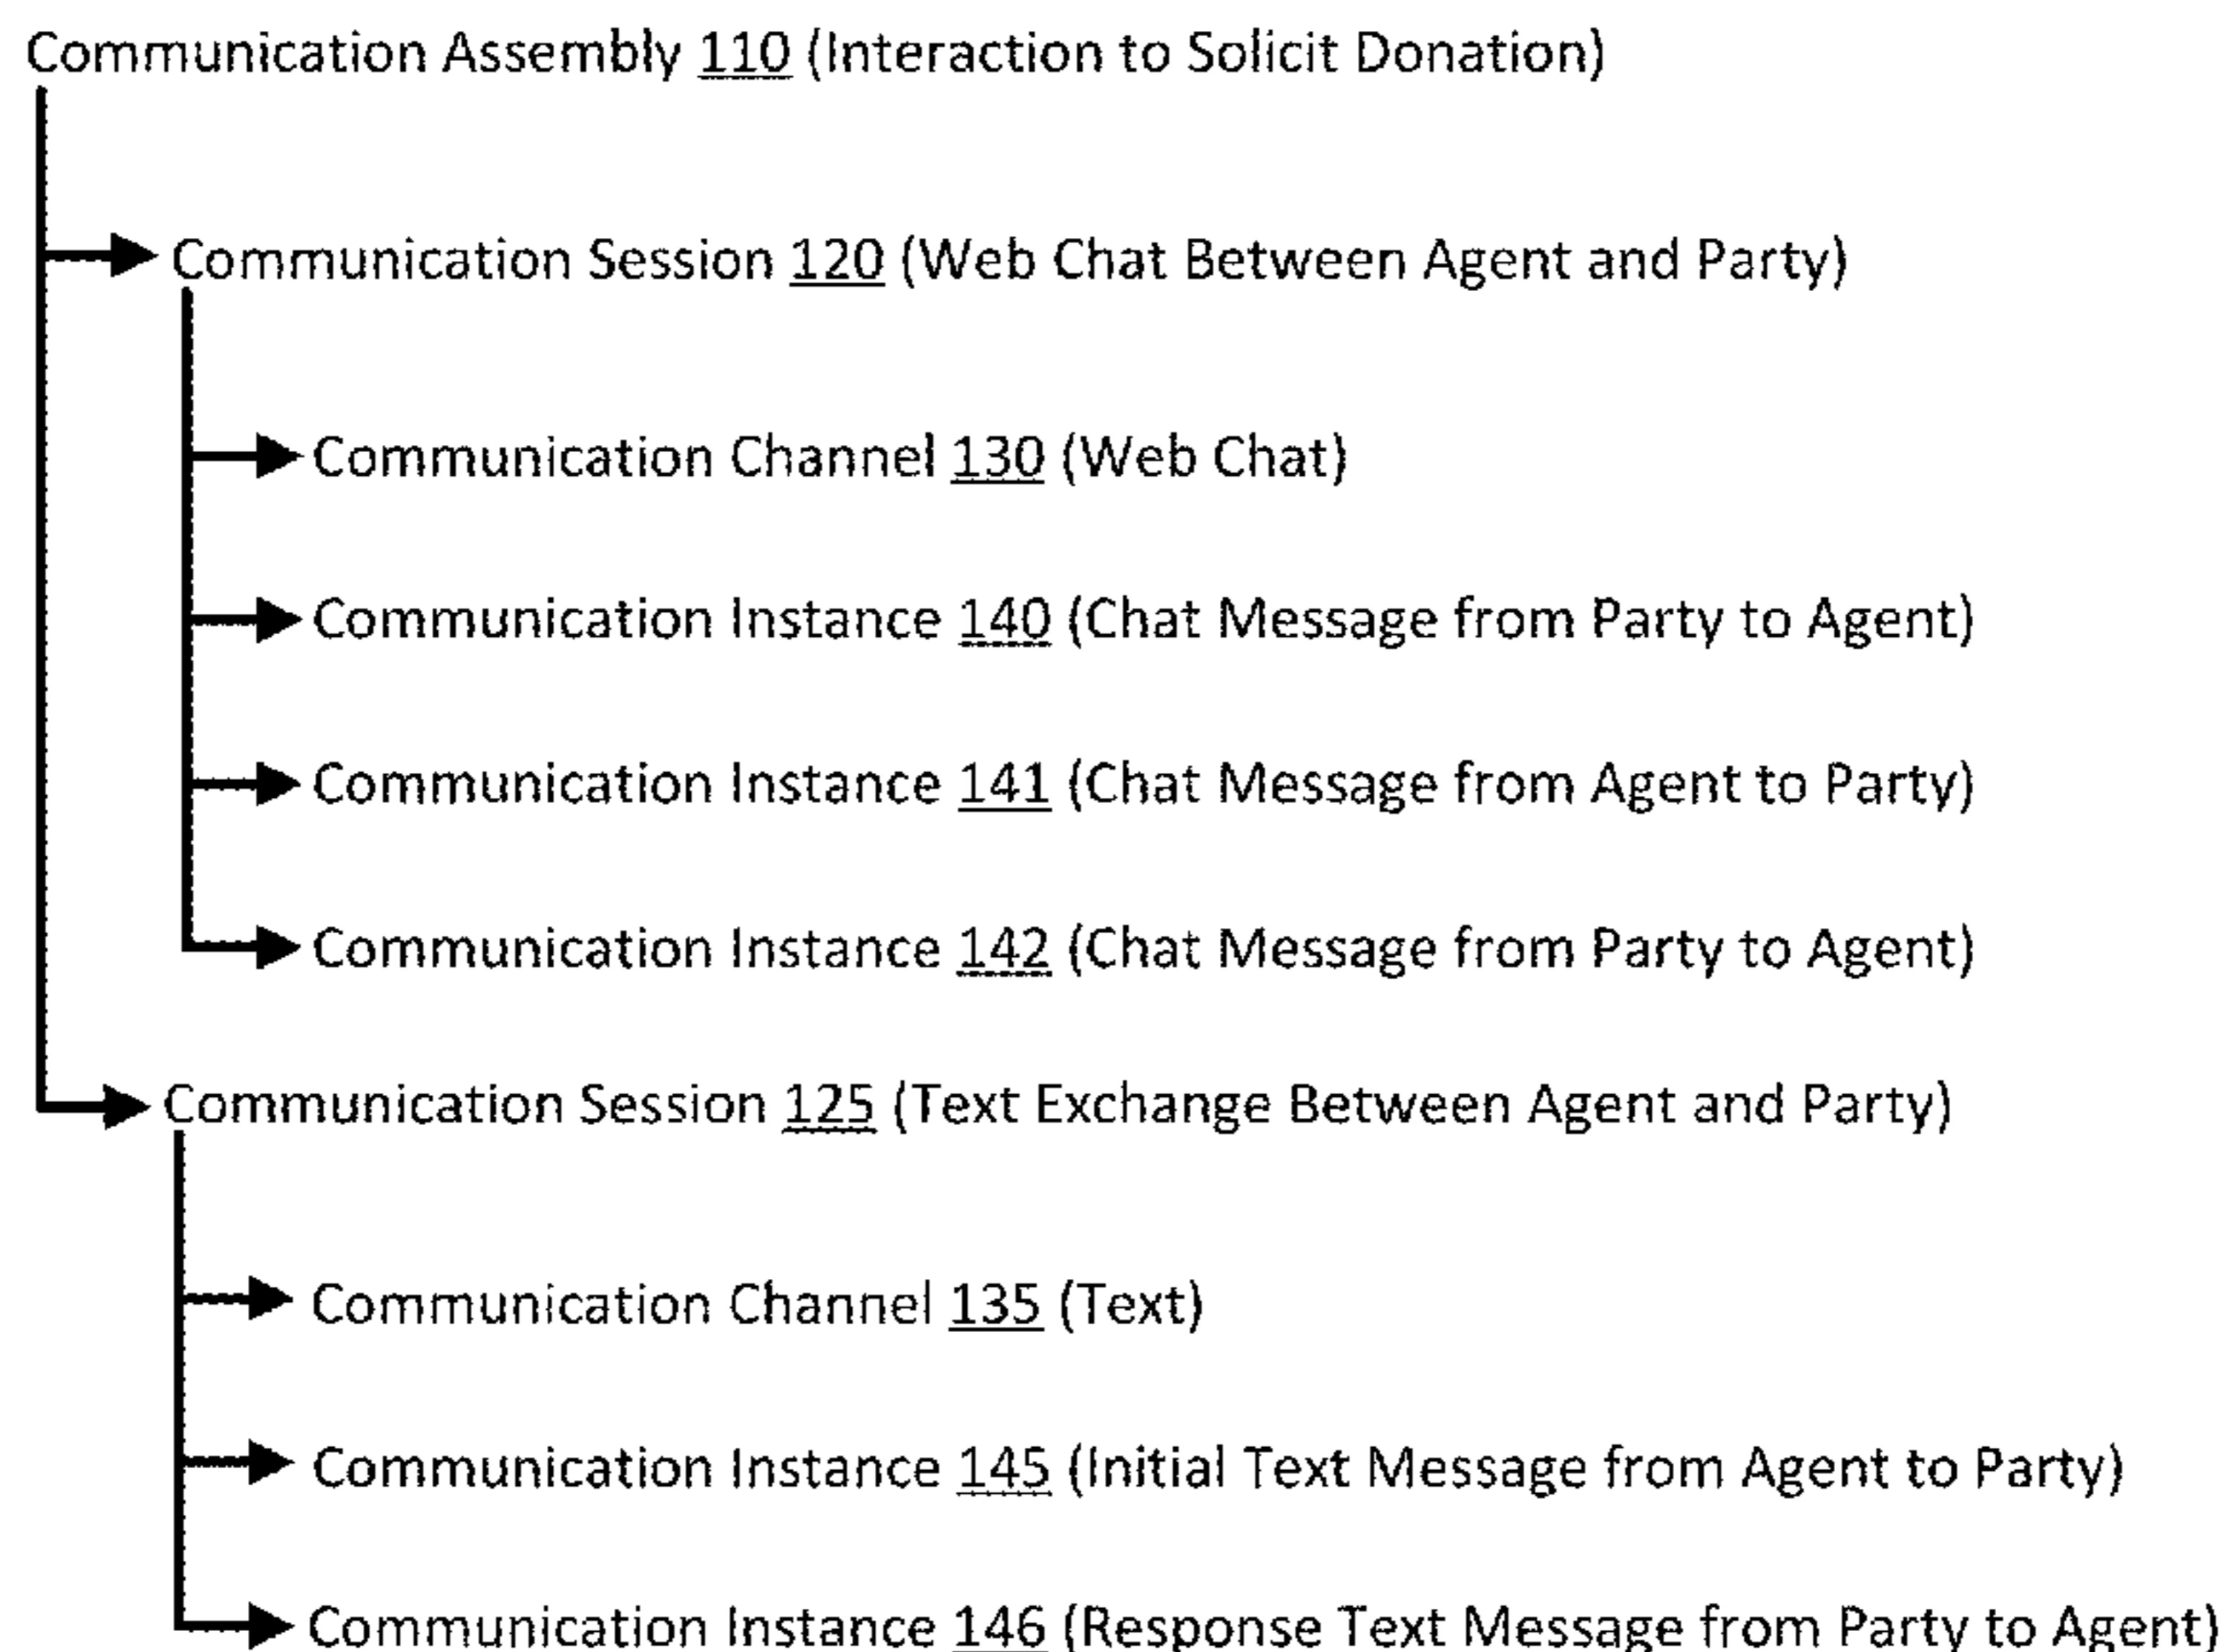 Communication Assembly 110 (Interaction to Solicit Donation)
Communication Session 120 (Web Chat Between Agent and Party)
Communication Channel 130 (Web Chat)
Communication Instance 140 (Chat Message from Party to Agent)
Communication Instance 141 (Chat Message from Agent to Party)
Communication Instance 142 (Chat Message from Party to Agent)
Communication Session 125 (Text Exchange Between Agent and Party)
Communication Channel 135 (Text)
Communication Instance 145 (Initial Text Message from Agent to Party)
Communication Instance 146 (Response Text Message from Party to Agent)